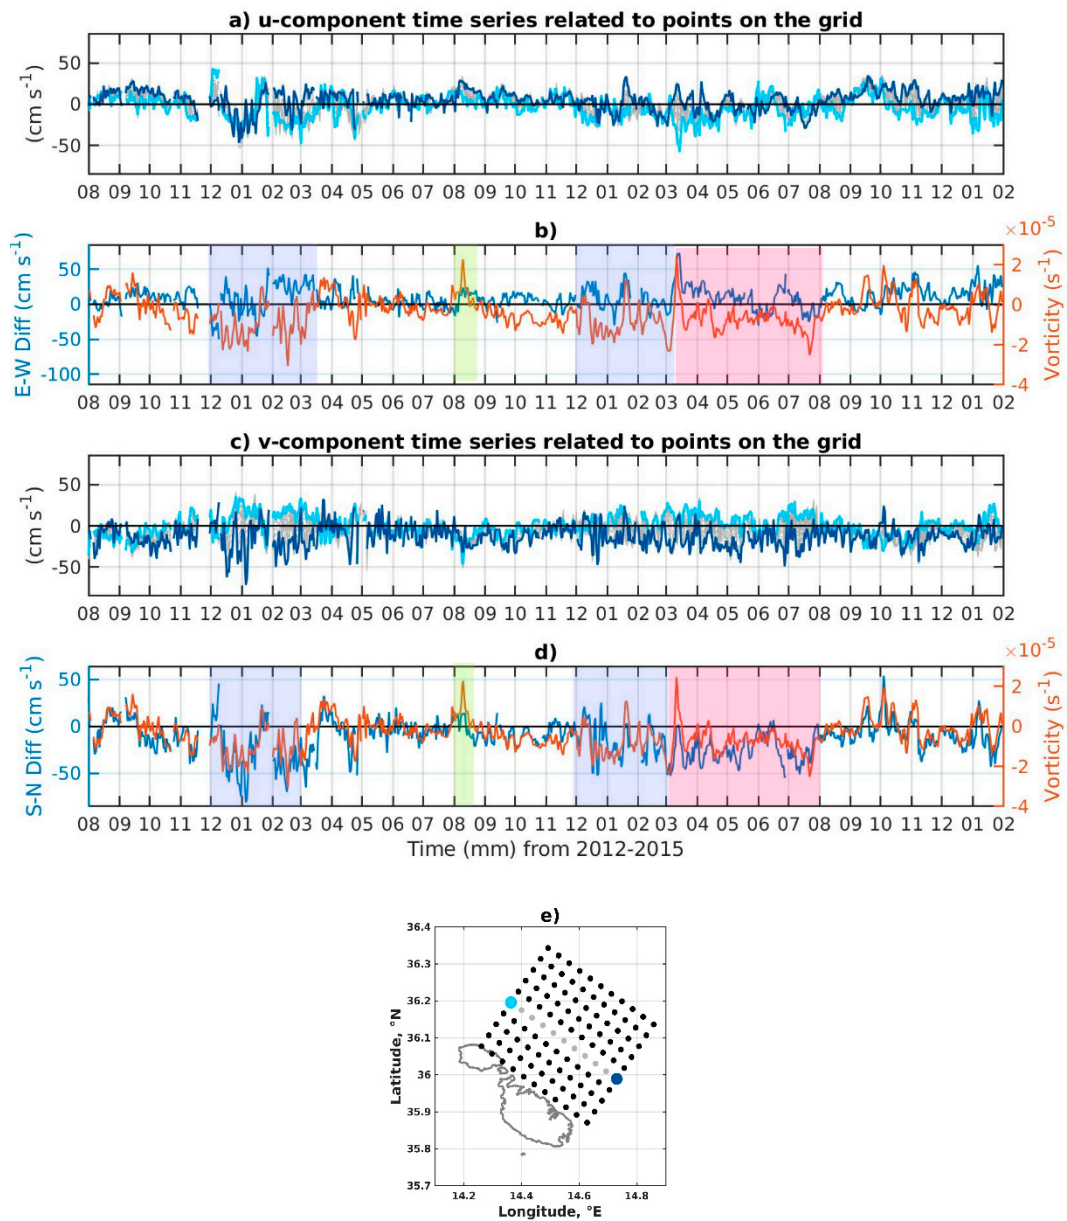 a) u-component time series related to points on the grid
(cm s-1)
50
0
-50
08 09 10 11 12 01 02 03 04 05 06 07 08 09 10 11 12 01 02 03 04 05 06 07 08 09 10 11 12 01 02
b)
×10-5
E-W Diff (cm s-1)
50
0
-50
-100
2
0
-2
-4
Vorticity (s-1)
08 09 10 11 12 01 02 03 04 05 06 07 08 09 10 11 12 01 02 03 04 05 06 07 08 09 10 11 12 01 02
c) v-component time series related to points on the grid
(cm s-1)
50
0
-50
08 09 10 11 12 01 02 03 04 05 06 07 08 09 10 11 12 01 02 03 04 05 06 07 08 09 10 11 12 01 02
d)
×10-5
S-N Diff (cm s-1)
50
0
-50
2
0
-2
-4
Vorticity (s-1)
08 09 10 11 12 01 02 03 04 05 06 07 08 09 10 11 12 01 02 03 04 05 06 07 08 09 10 11 12 01 02
Time (mm) from 2012-2015
e)
Latitude, °N
36.4
36.3
36.2
36.1
36
35.9
35.8
35.7
14.2 14.4 14.6 14.8
Longitude, °E